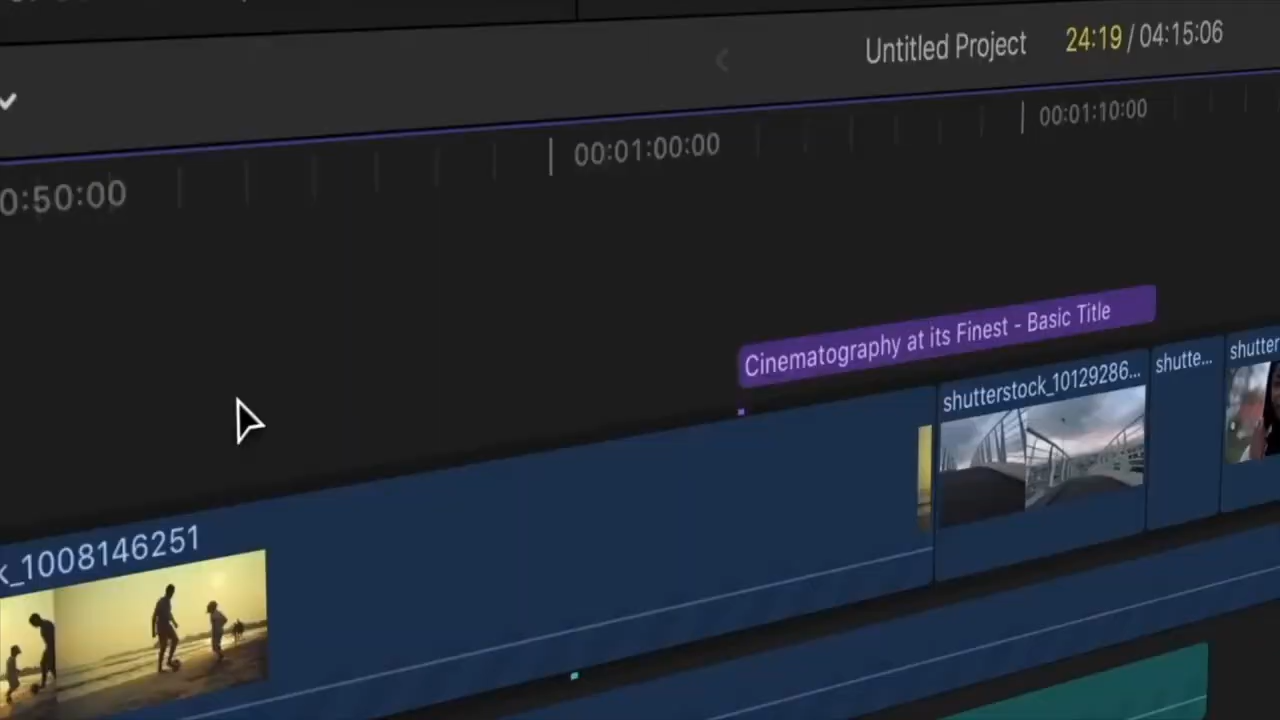 Untitled Project 24:19 / 04:15:06
0:50:00 00:01:00:00 00:01:10:00
Cinematography at its Finest - Basic Title
k_1008146251 shutterstock_10129286... shutte... shutter